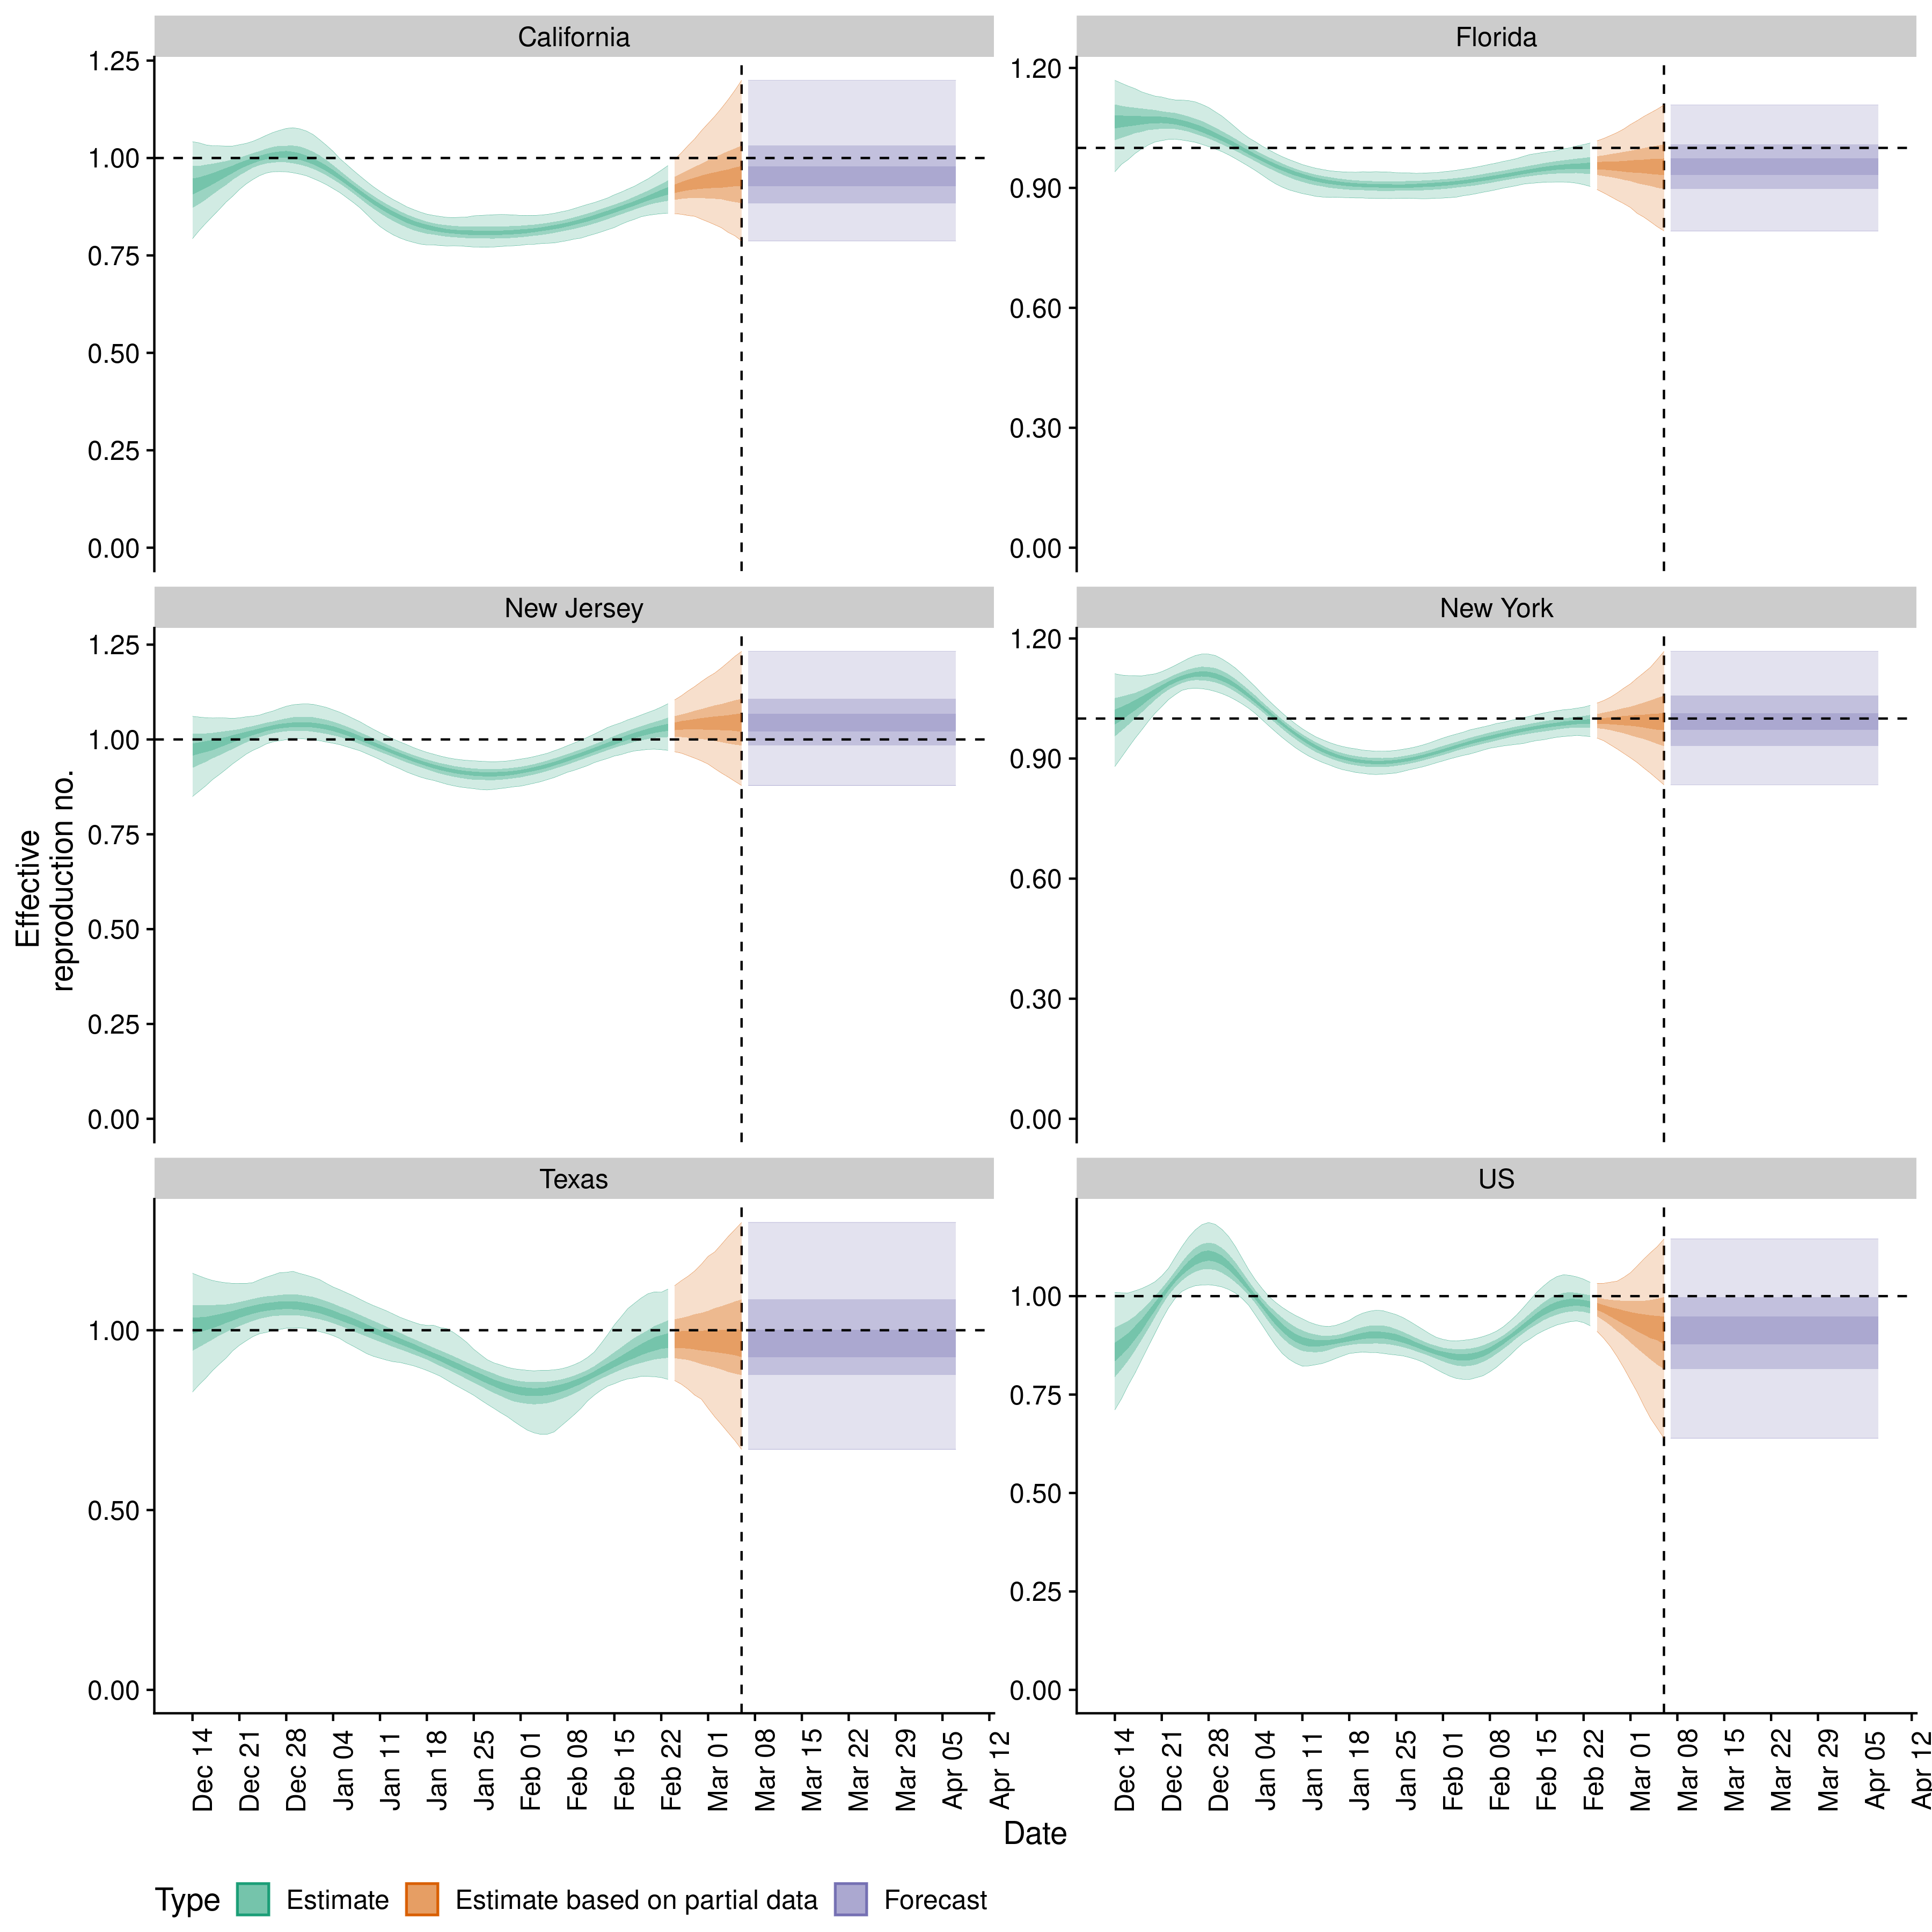 California
Florida
1.25
1.00
0.75
0.50
0.25
0.00
1.20
0.90
0.60
0.30
0.00
New Jersey
New York
1.25
1.00
0.75
0.50
0.25
0.00
1.20
0.90
0.60
0.30
0.00
Effective
reproduction no.
Texas
US
1.00
0.50
0.00
1.00
0.75
0.50
0.25
0.00
Dec 14
Dec 21
Dec 28
Jan 04
Jan 11
Jan 18
Jan 25
Feb 01
Feb 08
Feb 15
Feb 22
Mar 01
Mar 08
Mar 15
Mar 22
Mar 29
Apr 05
Apr 12
Dec 14
Dec 21
Dec 28
Jan 04
Jan 11
Jan 18
Jan 25
Feb 01
Feb 08
Feb 15
Feb 22
Mar 01
Mar 08
Mar 15
Mar 22
Mar 29
Apr 05
Apr 12
Date
Type Estimate Estimate based on partial data Forecast